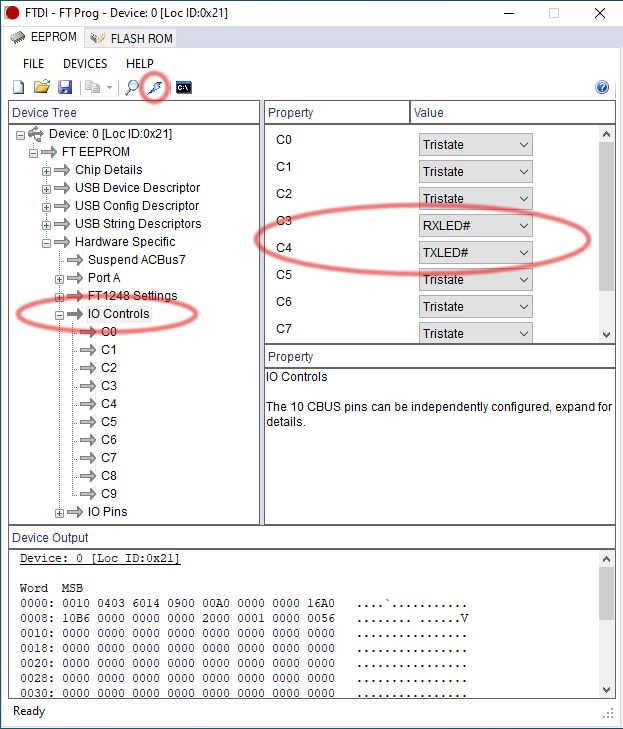 FTDI - FT Prog - Device: 0 [Loc ID:0x21]
EEPROM FLASH ROM
FILE DEVICES HELP
C:\
Device Tree
Device: 0 [Loc ID:0x21]
FT EEPROM
Chip Details
USB Device Descriptor
USB Config Descriptor
USB String Descriptors
Hardware Specific
Suspend ACBus7
Port A
FT1248 Settings
IO Controls
C0
C1
C2
C3
C4
C5
C6
C7
C8
C9
IO Pins
Property Value
C0 Tristate
C1 Tristate
C2 Tristate
C3 RXLED#
C4 TXLED#
C5 Tristate
C6 Tristate
C7 Tristate
Property
IO Controls
The 10 CBUS pins can be independently configured, expand for
details.
Device Output
Device: 0 [Loc ID:0x21]
Word MSB
0000: 0010 0403 6014 0900 00A0 0000 0000 16A0 ....`...........
0008: 10B6 0000 0000 0000 2000 0001 0000 0056 ........ ......V
0010: 0000 0000 0000 0000 0000 0000 0000 0000 ................
0018: 0000 0000 0000 0000 0000 0000 0000 0000 ................
0020: 0000 0000 0000 0000 0000 0000 0000 0000 ................
0028: 0000 0000 0000 0000 0000 0000 0000 0000 ................
0030: 0000 0000 0000 0000 0000 0000 0000 0000 ................
Ready